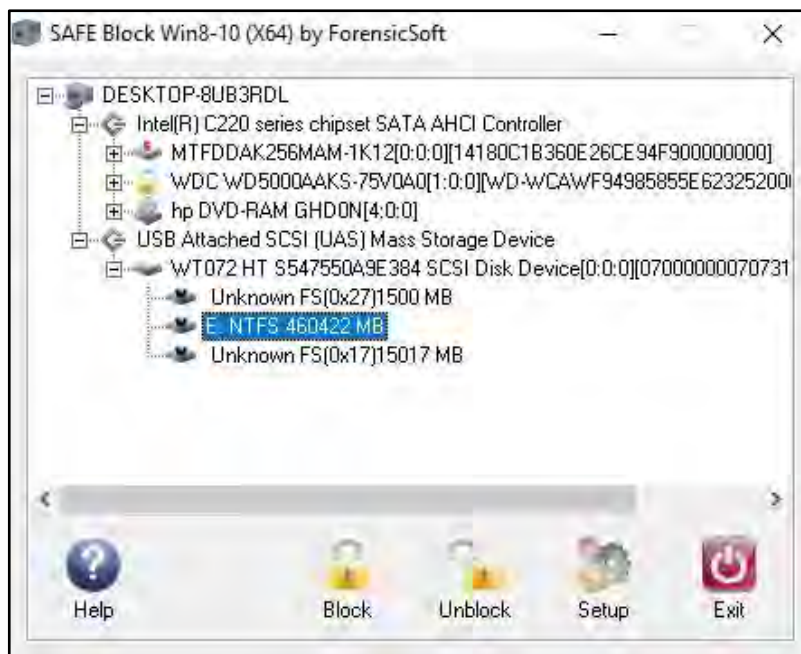 SAFE Block Win8-10 (X64) by ForensicSoft
DESKTOP-8UB3RDL
Intel(R) C220 series chipset SATA AHCI Controller
MTFDDAK256MAM-1K12[0:0:0][14180C1B360E26CE94F900000000]
WDC WD5000AAKS-75V0A0[1:0:0][WD-WCAWF94985855E62325200
hp DVD-RAM GHD0N[4:0:0]
USB Attached SCSI (UAS) Mass Storage Device
WT072 HT S547550A9E384 SCSI Disk Device[0:0:0][07000000070731
Unknown FS(0x27)1500 MB
E: NTFS 460422 MB
Unknown FS(0x17)15017 MB
Help Block Unblock Setup Exit